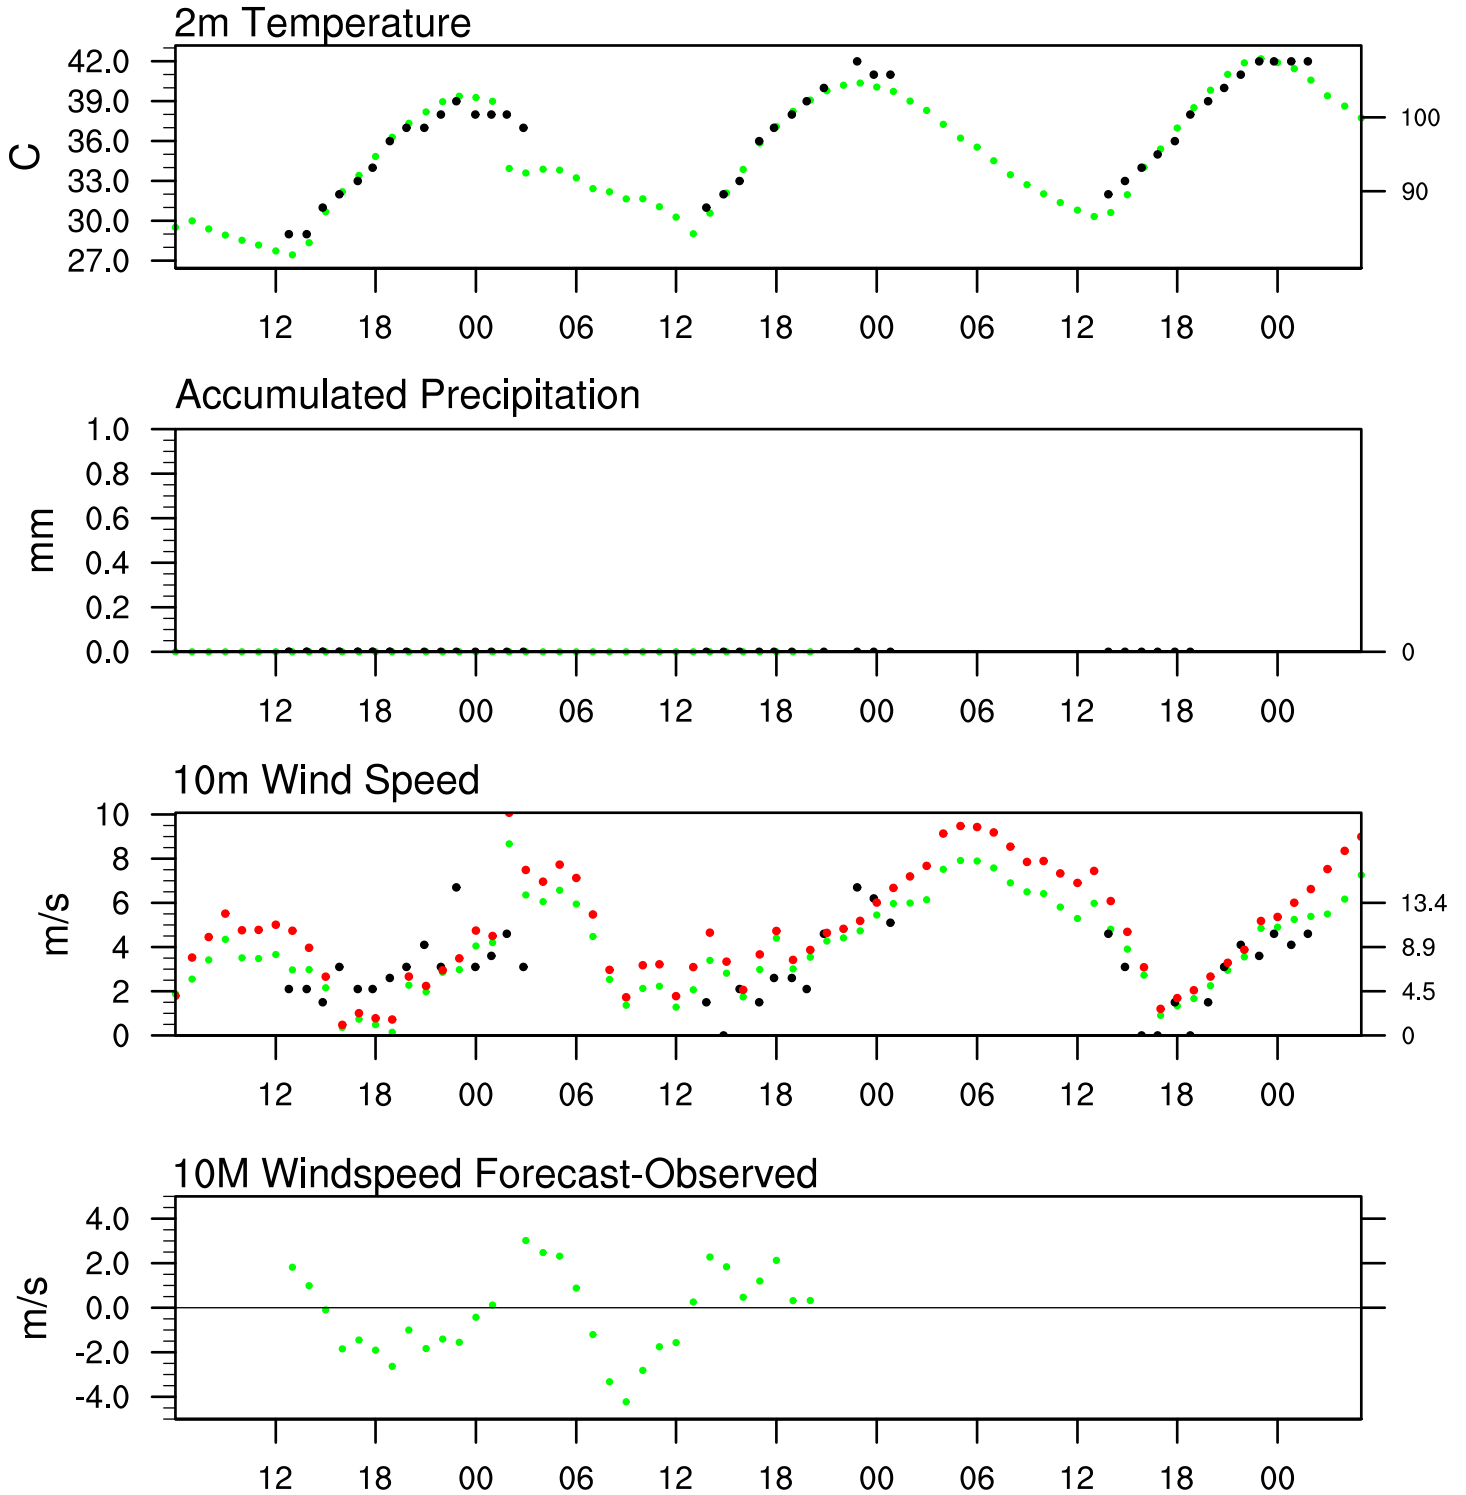 2m Temperature
42.0
39.0
36.0
33.0
30.0
27.0
C
100
90
12 18 00 06 12 18 00 06 12 18 00
Accumulated Precipitation
1.0
0.8
0.6
0.4
0.2
0.0
mm
0
12 18 00 06 12 18 00 06 12 18 00
10m Wind Speed
10
8
6
4
2
0
m/s
13.4
8.9
4.5
0
12 18 00 06 12 18 00 06 12 18 00
10M Windspeed Forecast-Observed
4.0
2.0
0.0
-2.0
-4.0
m/s
12 18 00 06 12 18 00 06 12 18 00